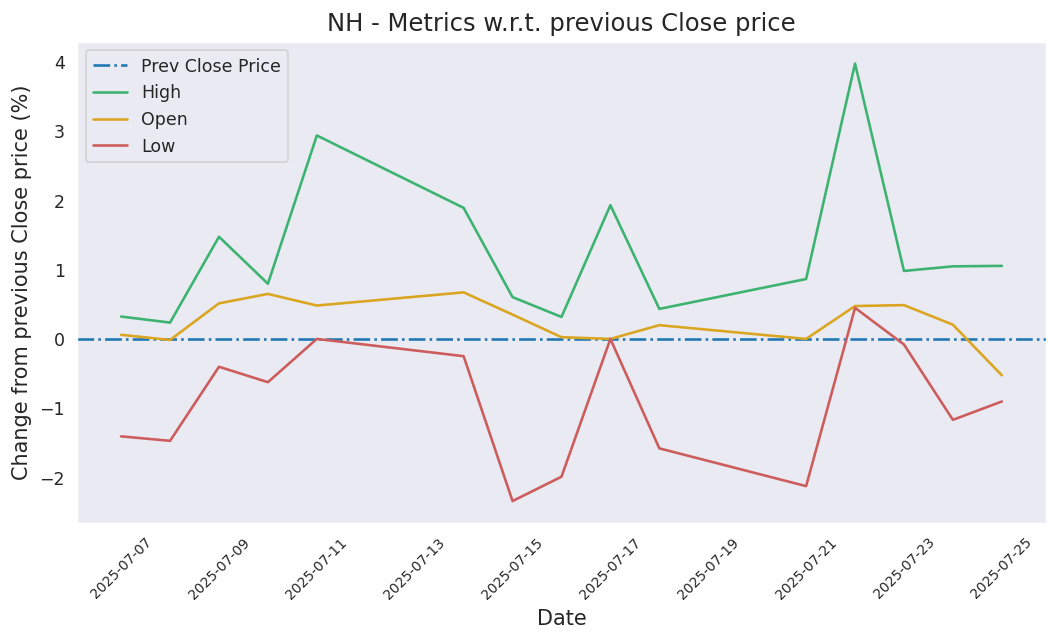 NH - Metrics w.r.t. previous Close price
Prev Close Price
High
Open
Low
Change from previous Close price (%)
4
3
2
1
0
−1
−2
2025-07-07
2025-07-09
2025-07-11
2025-07-13
2025-07-15
2025-07-17
2025-07-19
2025-07-21
2025-07-23
2025-07-25
Date